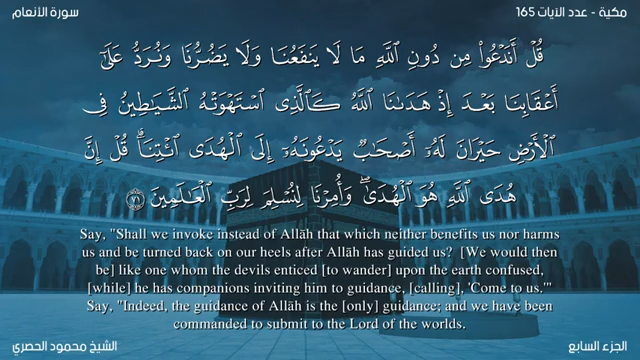 مكية - عدد الآيات 165
سورة الأنعام
قُلْ أَنَدْعُوا۟ مِن دُونِ ٱللَّهِ مَا لَا يَنفَعُنَا وَلَا يَضُرُّنَا وَنُرَدُّ عَلَىٰٓ
أَعْقَابِنَا بَعْدَ إِذْ هَدَىٰنَا ٱللَّهُ كَٱلَّذِى ٱسْتَهْوَتْهُ ٱلشَّيَـٰطِينُ فِى
ٱلْأَرْضِ حَيْرَانَ لَهُۥٓ أَصْحَـٰبٌ يَدْعُونَهُۥٓ إِلَى ٱلْهُدَى ٱئْتِنَا ۗ قُلْ إِنَّ
هُدَى ٱللَّهِ هُوَ ٱلْهُدَىٰ ۖ وَأُمِرْنَا لِنُسْلِمَ لِرَبِّ ٱلْعَـٰلَمِينَ ٧١
Say, "Shall we invoke instead of Allāh that which neither benefits us nor harms
us and be turned back on our heels after Allāh has guided us? [We would then
be] like one whom the devils enticed [to wander] upon the earth confused,
[while] he has companions inviting him to guidance, [calling], 'Come to us.'"
Say, "Indeed, the guidance of Allāh is the [only] guidance; and we have been
commanded to submit to the Lord of the worlds.
الجزء السابع
الشيخ محمود الحصري